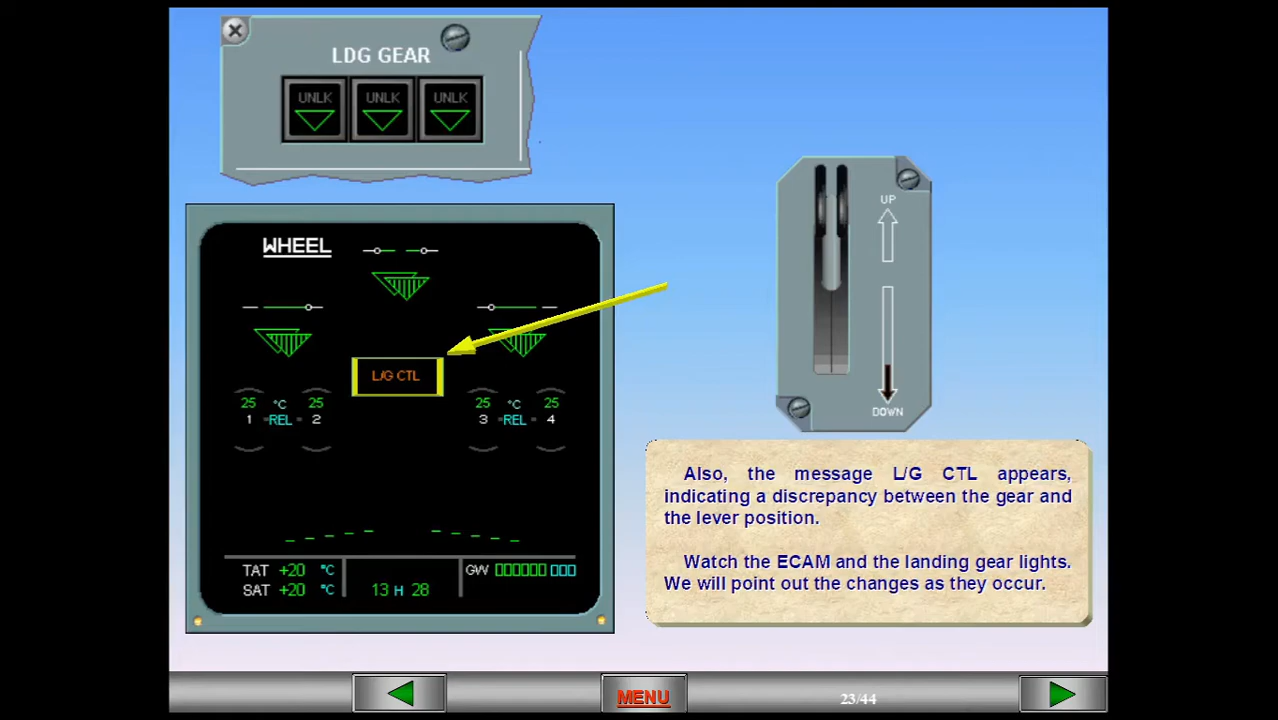 LDG GEAR
UNLK UNLK UNLK
WHEEL
L/G CTL
25 °C 25
1 REL 2
25 °C 25
3 REL 4
TAT +20 °C
SAT +20 °C
13 H 28
GW
UP
DOWN
Also, the message L/G CTL appears,
indicating a discrepancy between the gear and
the lever position.
Watch the ECAM and the landing gear lights.
We will point out the changes as they occur.
MENU
23/44